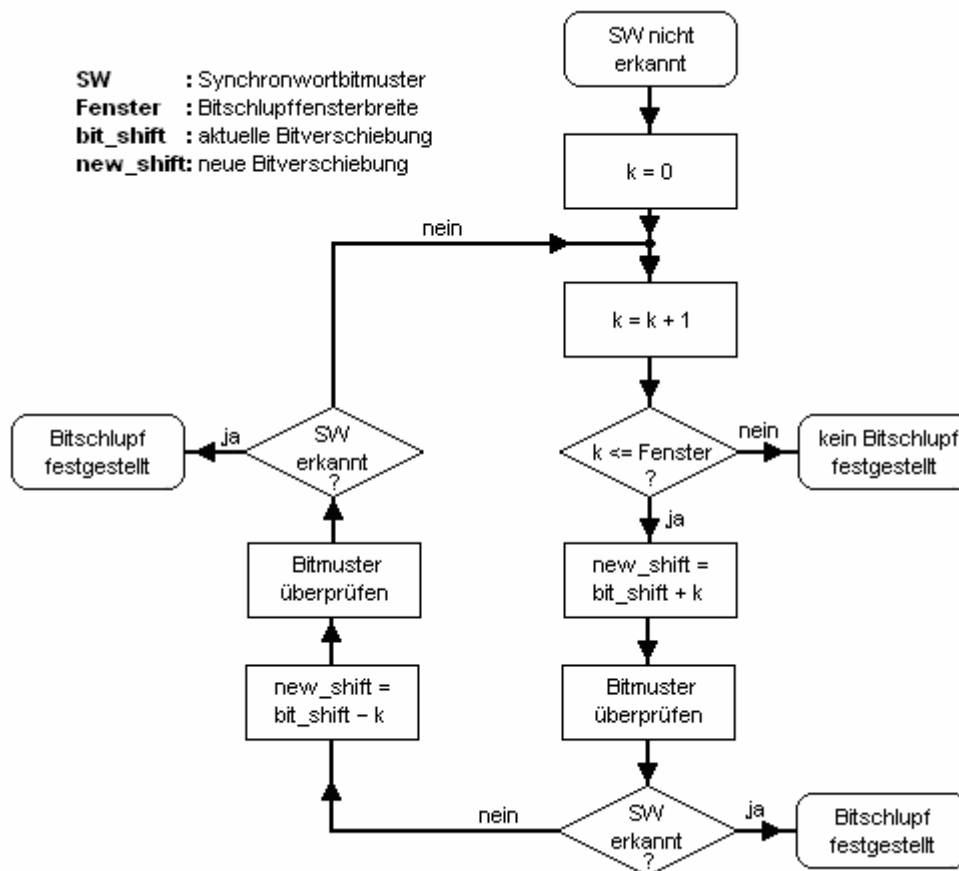 SW nicht
erkannt
SW : Synchronwortbitmuster
Fenster : Bitschlupffensterbreite
bit_shift : aktuelle Bitverschiebung
new_shift: neue Bitverschiebung
k = 0
nein
k = k + 1
Bitschlupf
festgestellt
ja
SW
erkannt
?
k <= Fenster
?
nein
kein Bitschlupf
festgestellt
ja
Bitmuster
überprüfen
new_shift =
bit_shift + k
new_shift =
bit_shift – k
Bitmuster
überprüfen
nein
SW
erkannt
?
ja
Bitschlupf
festgestellt